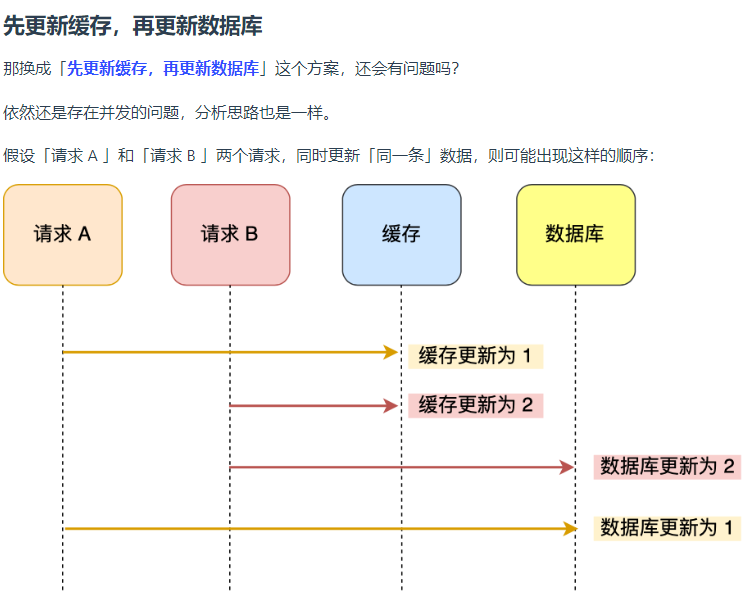 先更新缓存，再更新数据库
那换成「先更新缓存，再更新数据库」这个方案，还会有问题吗？
依然还是存在并发的问题，分析思路也是一样。
假设「请求 A 」和「请求 B 」两个请求，同时更新「同一条」数据，则可能出现这样的顺序：
请求 A
请求 B
缓存
数据库
缓存更新为 1
缓存更新为 2
数据库更新为 2
数据库更新为 1